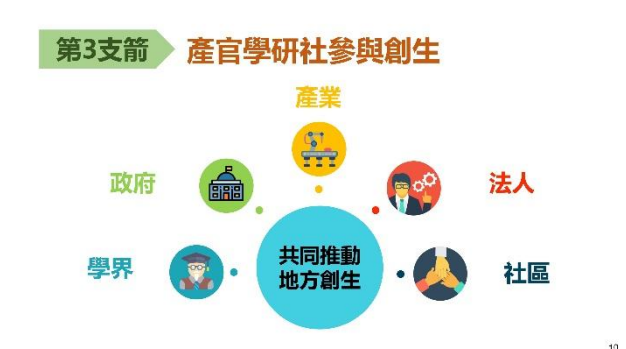 第3支箭
產官學研社參與創生
產業
政府
法人
共同推動
地方創生
學界
社區